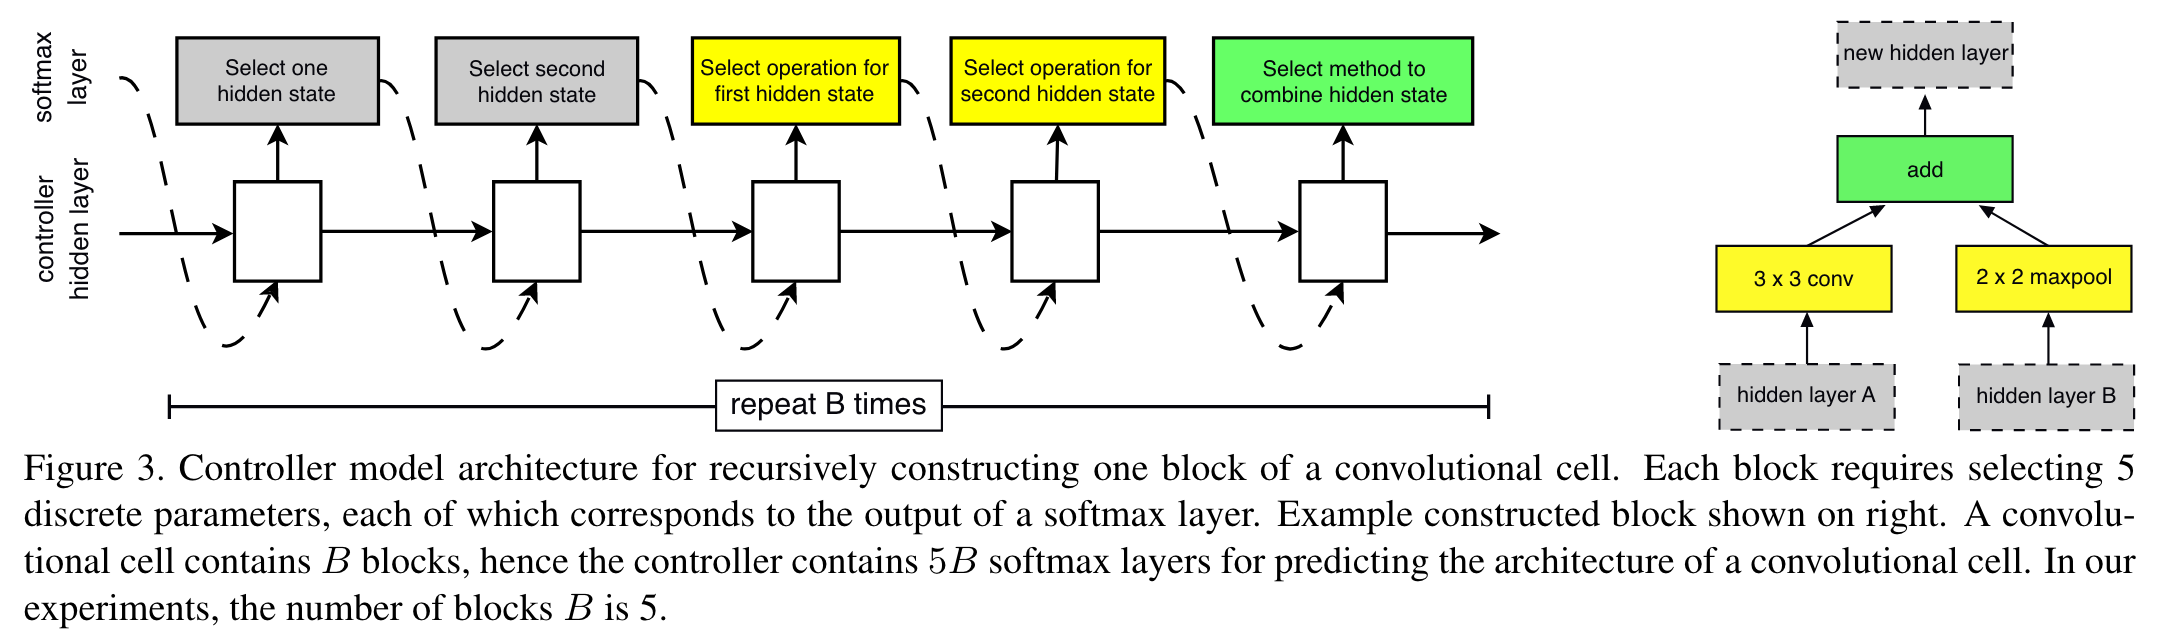 softmax
layer
controller
hidden layer
Select one
hidden state
Select second
hidden state
Select operation for
first hidden state
Select operation for
second hidden state
Select method to
combine hidden state
repeat B times
new hidden layer
add
3 x 3 conv
2 x 2 maxpool
hidden layer A
hidden layer B
Figure 3. Controller model architecture for recursively constructing one block of a convolutional cell. Each block requires selecting 5
discrete parameters, each of which corresponds to the output of a softmax layer. Example constructed block shown on right. A convolu-
tional cell contains B blocks, hence the controller contains 5B softmax layers for predicting the architecture of a convolutional cell. In our
experiments, the number of blocks B is 5.